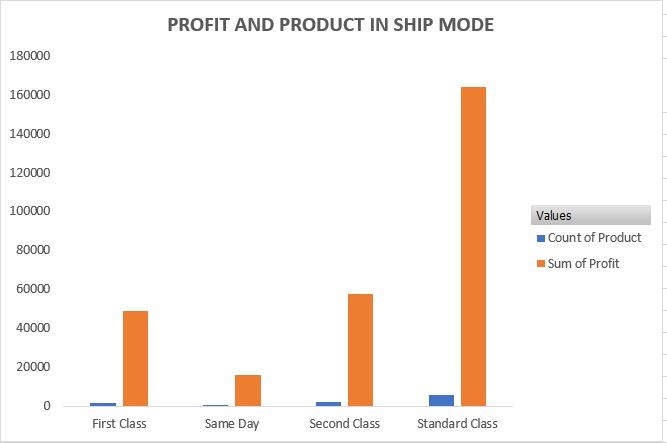 PROFIT AND PRODUCT IN SHIP MODE
180000
160000
140000
120000
100000
80000
60000
40000
20000
0
First Class Same Day Second Class Standard Class
Values
Count of Product
Sum of Profit